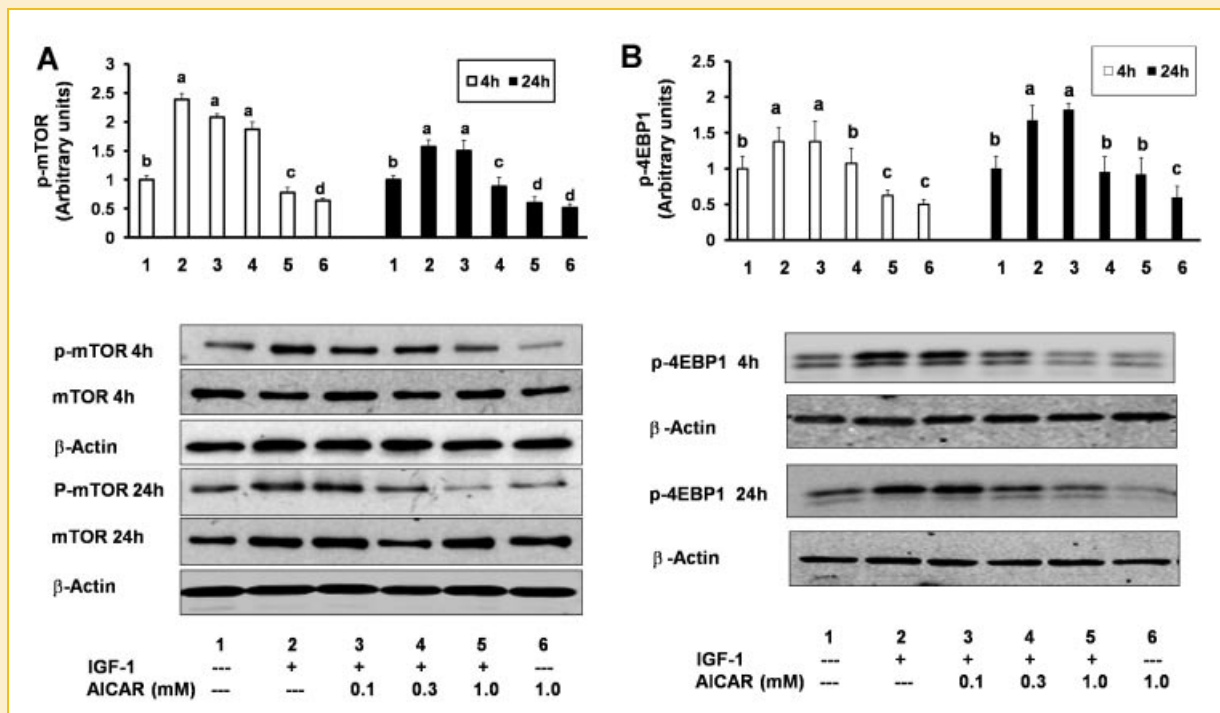 A
p-mTOR
(Arbitrary units)
3
2.5
2
1.5
1
0.5
0
4h 24h
b a a a c d b a a c d d
1 2 3 4 5 6 1 2 3 4 5 6
p-mTOR 4h
mTOR 4h
β-Actin
P-mTOR 24h
mTOR 24h
β-Actin
1 2 3 4 5 6
IGF-1 --- + + + + ---
AICAR (mM) --- --- 0.1 0.3 1.0 1.0
B
p-4EBP1
(Arbitrary units)
2.5
2
1.5
1
0.5
0
4h 24h
b a a b c c b a a b b c
1 2 3 4 5 6 1 2 3 4 5 6
p-4EBP1 4h
β-Actin
p-4EBP1 24h
β-Actin
1 2 3 4 5 6
IGF-1 --- + + + + ---
AICAR (mM) --- --- 0.1 0.3 1.0 1.0